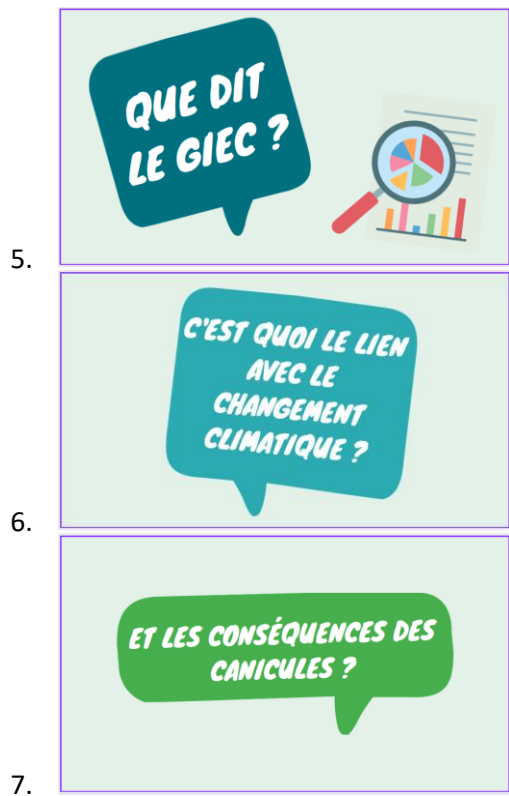 QUE DIT
LE GIEC ?
5.
C'EST QUOI LE LIEN
AVEC LE
CHANGEMENT
CLIMATIQUE ?
6.
ET LES CONSÉQUENCES DES
CANICULES ?
7.